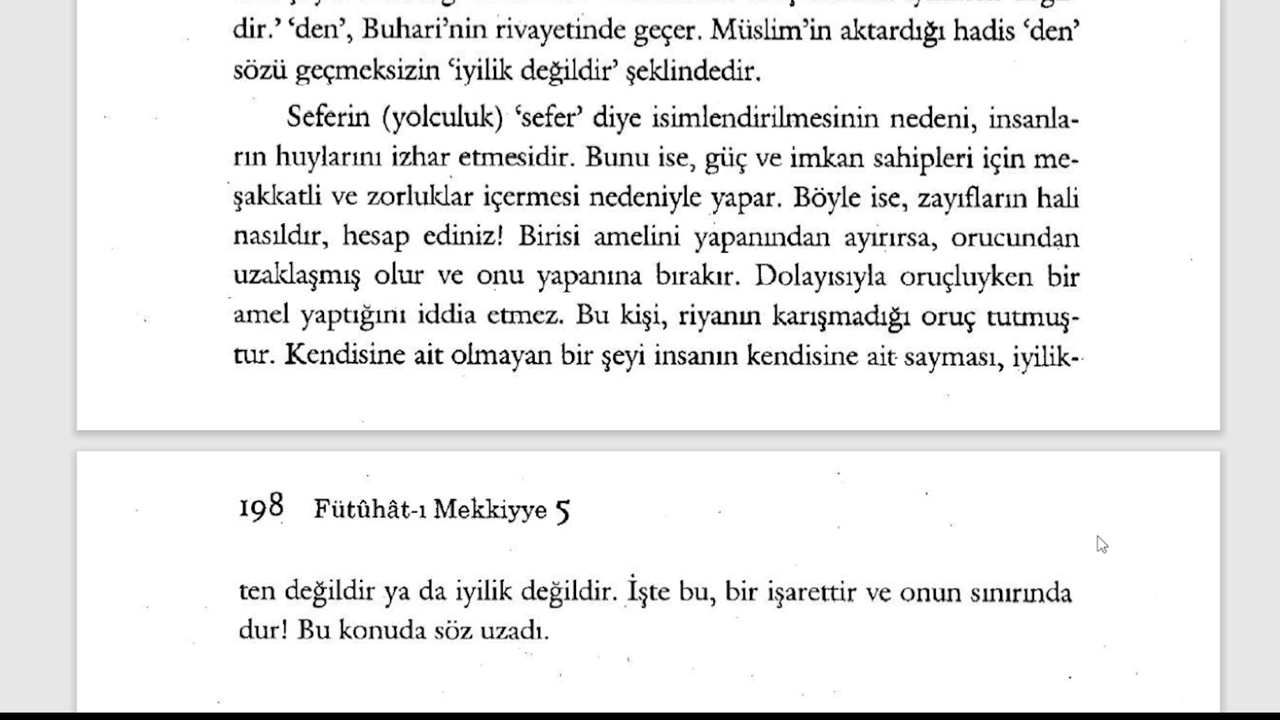 dir.’ ‘den’, Buhari’nin rivayetinde geçer. Müslim’in aktardığı hadis ‘den’
sözü geçmeksizin ‘iyilik değildir’ şeklindedir.
Seferin (yolculuk) ‘sefer’ diye isimlendirilmesinin nedeni, insanla-
rın huylarını izhar etmesidir. Bunu ise, güç ve imkan sahipleri için me-
şakkatli ve zorluklar içermesi nedeniyle yapar. Böyle ise, zayıfların hali
nasıldır, hesap ediniz! Birisi amelini yapanından ayırırsa, orucundan
uzaklaşmış olur ve onu yapanına bırakır. Dolayısıyla oruçluyken bir
amel yaptığını iddia etmez. Bu kişi, riyanın karışmadığı oruç tutmuş-
tur. Kendisine ait olmayan bir şeyi insanın kendisine ait sayması, iyilik-
198 Fütûhât-ı Mekkiyye 5
ten değildir ya da iyilik değildir. İşte bu, bir işarettir ve onun sınırında
dur! Bu konuda söz uzadı.